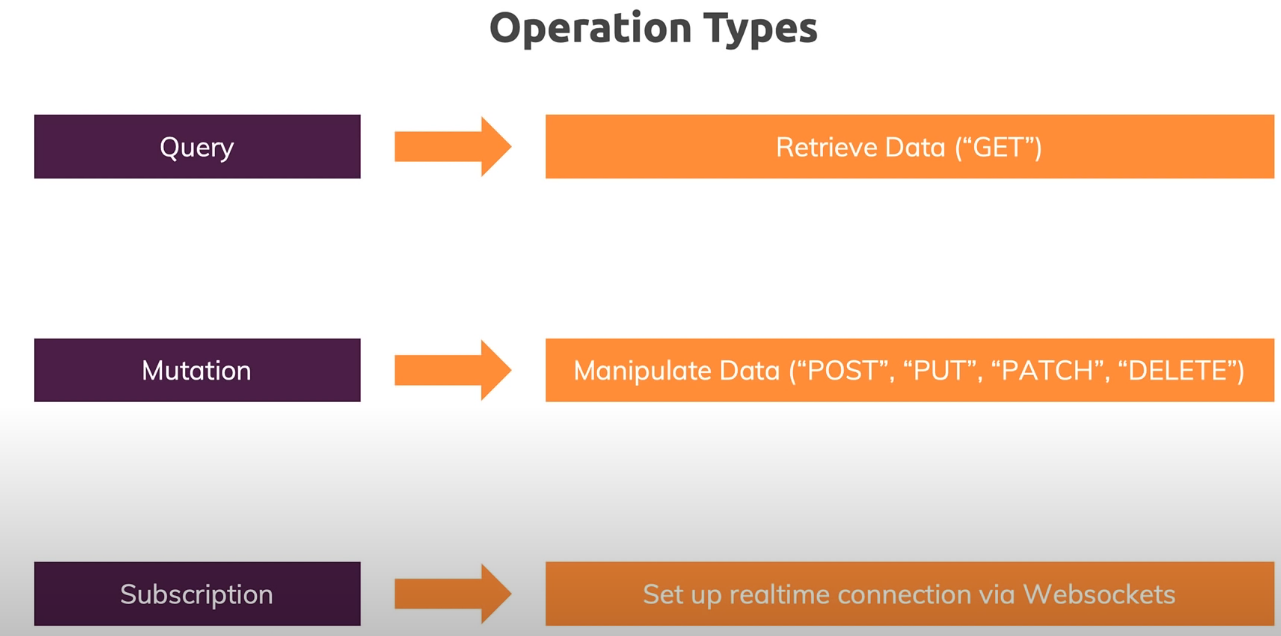 Operation Types
Query
Retrieve Data (“GET”)
Mutation
Manipulate Data (“POST”, “PUT”, “PATCH”, “DELETE”)
Subscription
Set up realtime connection via Websockets